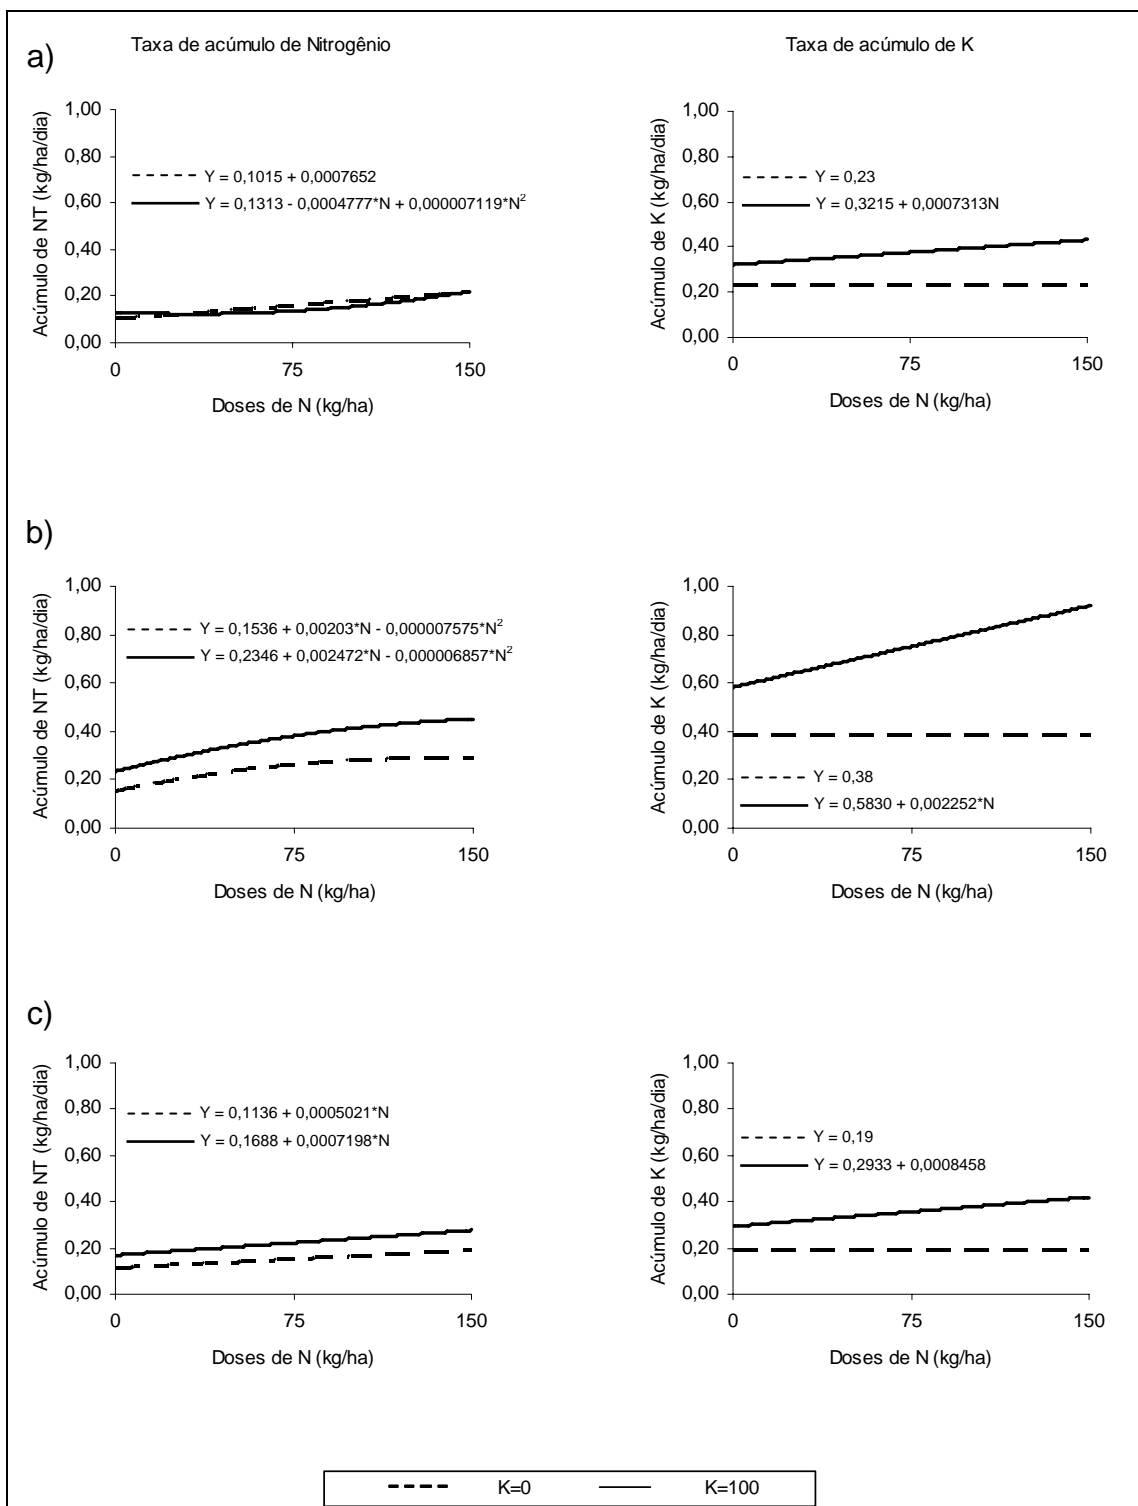 Taxa de acúmulo de Nitrogênio
Taxa de acúmulo de K
a)
Acúmulo de NT (kg/ha/dia)
1,00
0,80
0,60
0,40
0,20
0,00
Y = 0,1015 + 0,0007652
Y = 0,1313 - 0,0004777*N + 0,000007119*N²
0 75 150
Doses de N (kg/ha)
Acúmulo de K (kg/ha/dia)
1,00
0,80
0,60
0,40
0,20
0,00
Y = 0,23
Y = 0,3215 + 0,0007313N
0 75 150
Doses de N (kg/ha)
b)
Acúmulo de NT (kg/ha/dia)
1,00
0,80
0,60
0,40
0,20
0,00
Y = 0,1536 + 0,00203*N - 0,000007575*N²
Y = 0,2346 + 0,002472*N - 0,000006857*N²
0 75 150
Doses de N (kg/ha)
Acúmulo de K (kg/ha/dia)
1,00
0,80
0,60
0,40
0,20
0,00
Y = 0,38
Y = 0,5830 + 0,002252*N
0 75 150
Doses de N (kg/ha)
c)
Acúmulo de NT (kg/ha/dia)
1,00
0,80
0,60
0,40
0,20
0,00
Y = 0,1136 + 0,0005021*N
Y = 0,1688 + 0,0007198*N
0 75 150
Doses de N (kg/ha)
Acúmulo de K (kg/ha/dia)
1,00
0,80
0,60
0,40
0,20
0,00
Y = 0,19
Y = 0,2933 + 0,0008458
0 75 150
Doses de N (kg/ha)
K=0 K=100